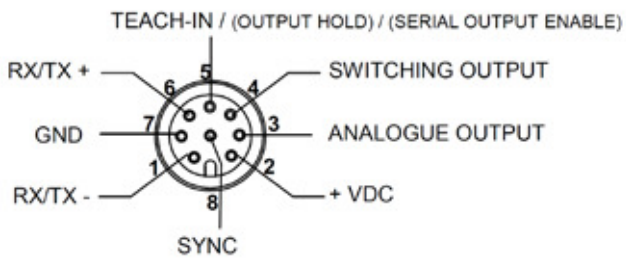 TEACH-IN / (OUTPUT HOLD) / (SERIAL OUTPUT ENABLE)
RX/TX +
5
6
4
SWITCHING OUTPUT
GND
7
3
ANALOGUE OUTPUT
1
2
RX/TX -
+ VDC
8
SYNC